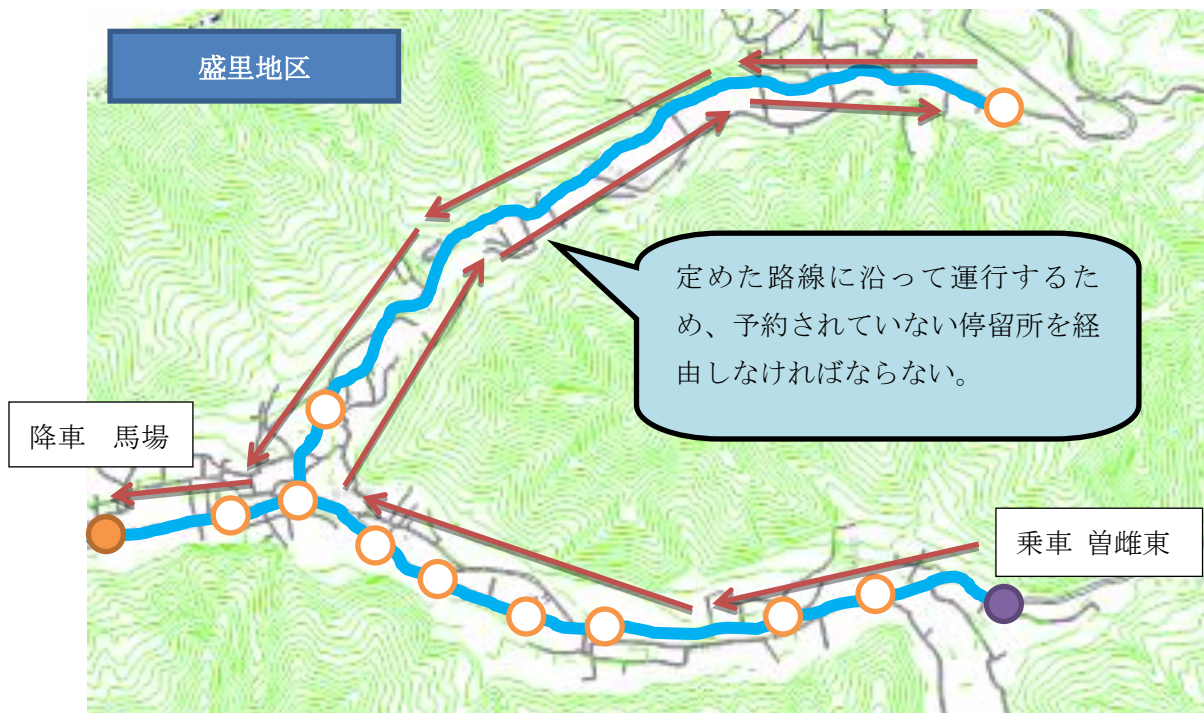 盛里地区
定めた路線に沿って運行するた
め、予約されていない停留所を経
由しなければならない。
降車　馬場
乗車 曽雌東